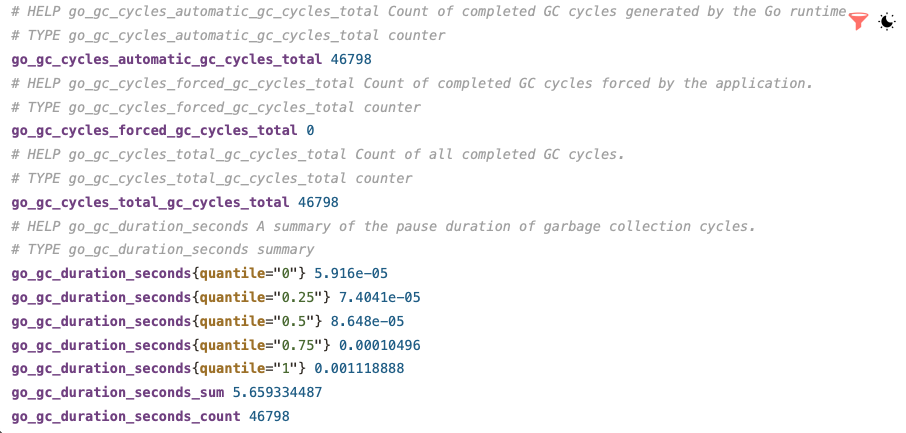 # HELP go_gc_cycles_automatic_gc_cycles_total Count of completed GC cycles generated by the Go runtime
# TYPE go_gc_cycles_automatic_gc_cycles_total counter
go_gc_cycles_automatic_gc_cycles_total 46798
# HELP go_gc_cycles_forced_gc_cycles_total Count of completed GC cycles forced by the application.
# TYPE go_gc_cycles_forced_gc_cycles_total counter
go_gc_cycles_forced_gc_cycles_total 0
# HELP go_gc_cycles_total_gc_cycles_total Count of all completed GC cycles.
# TYPE go_gc_cycles_total_gc_cycles_total counter
go_gc_cycles_total_gc_cycles_total 46798
# HELP go_gc_duration_seconds A summary of the pause duration of garbage collection cycles.
# TYPE go_gc_duration_seconds summary
go_gc_duration_seconds{quantile="0"} 5.916e-05
go_gc_duration_seconds{quantile="0.25"} 7.4041e-05
go_gc_duration_seconds{quantile="0.5"} 8.648e-05
go_gc_duration_seconds{quantile="0.75"} 0.00010496
go_gc_duration_seconds{quantile="1"} 0.001118888
go_gc_duration_seconds_sum 5.659334487
go_gc_duration_seconds_count 46798